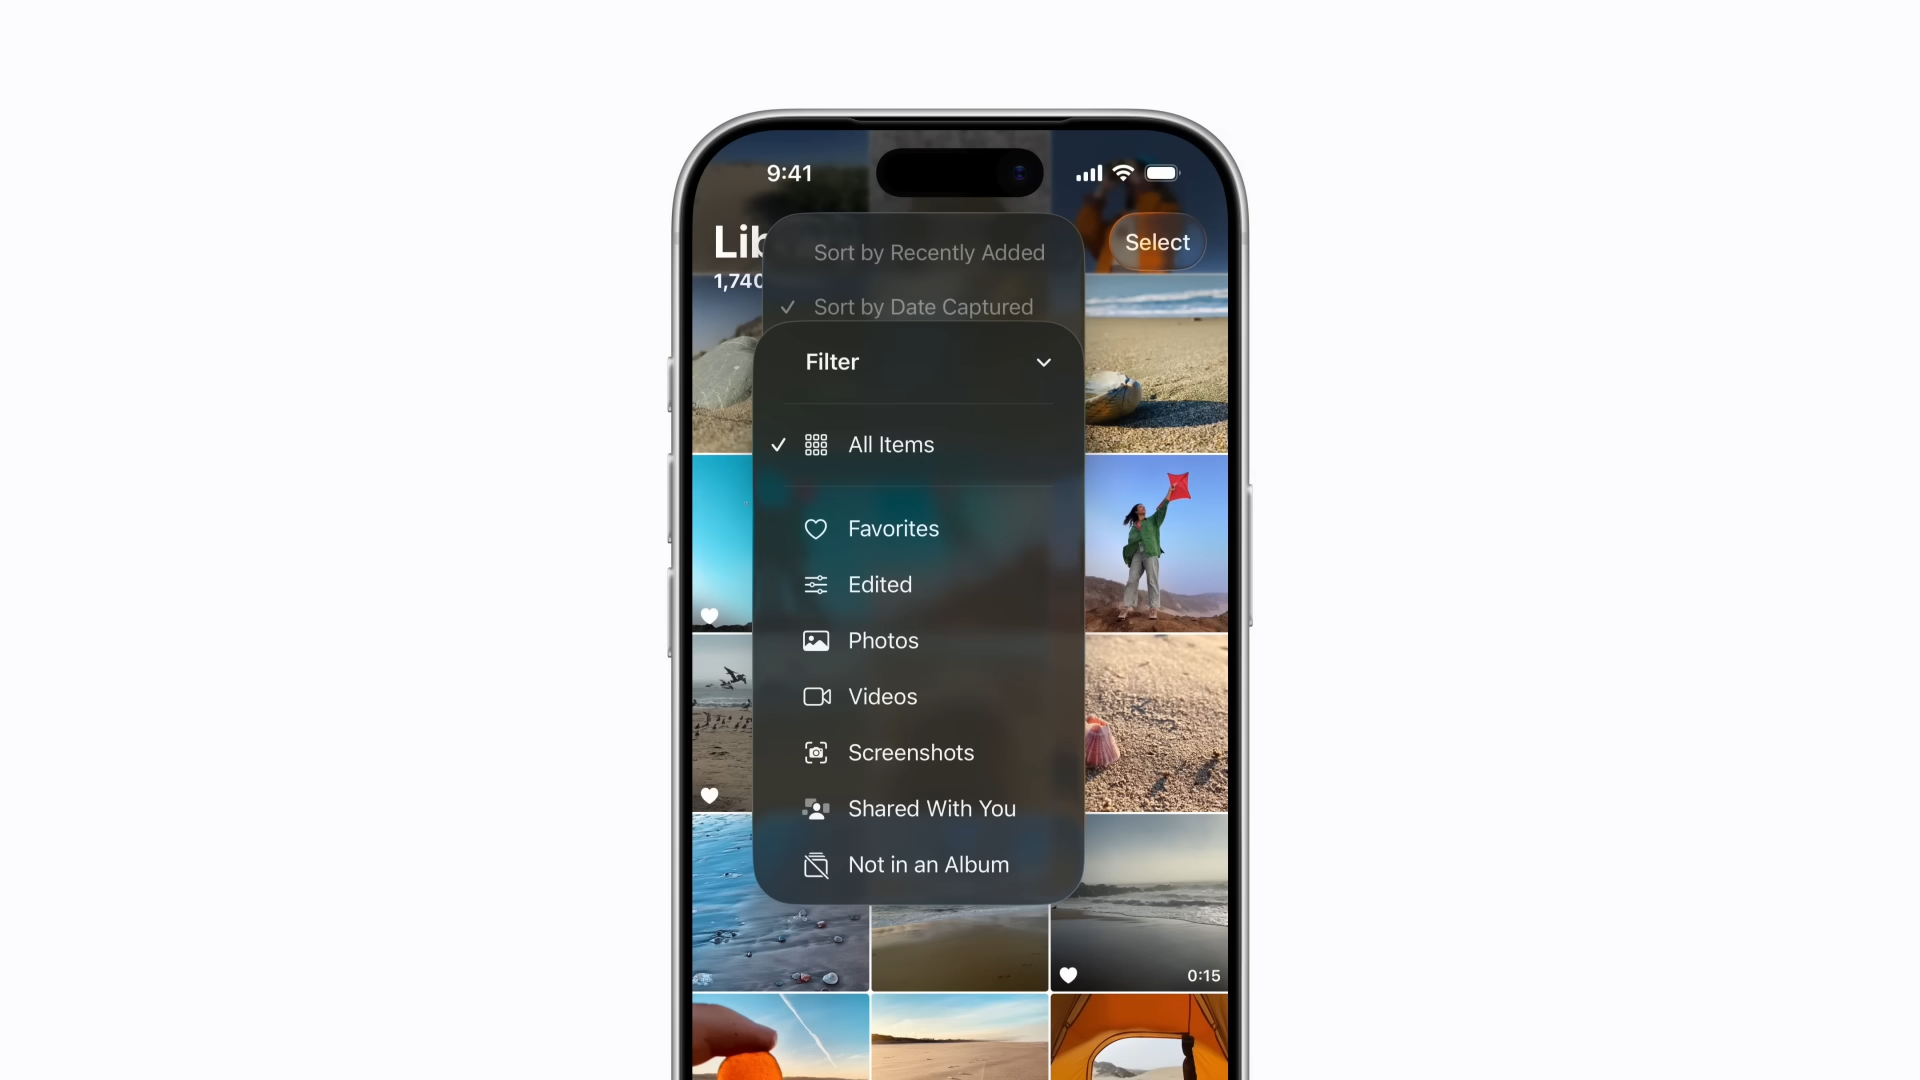 9:41
Lib
Select
1,740
Sort by Recently Added
Sort by Date Captured
Filter
All Items
Favorites
Edited
Photos
Videos
Screenshots
Shared With You
Not in an Album
0:15